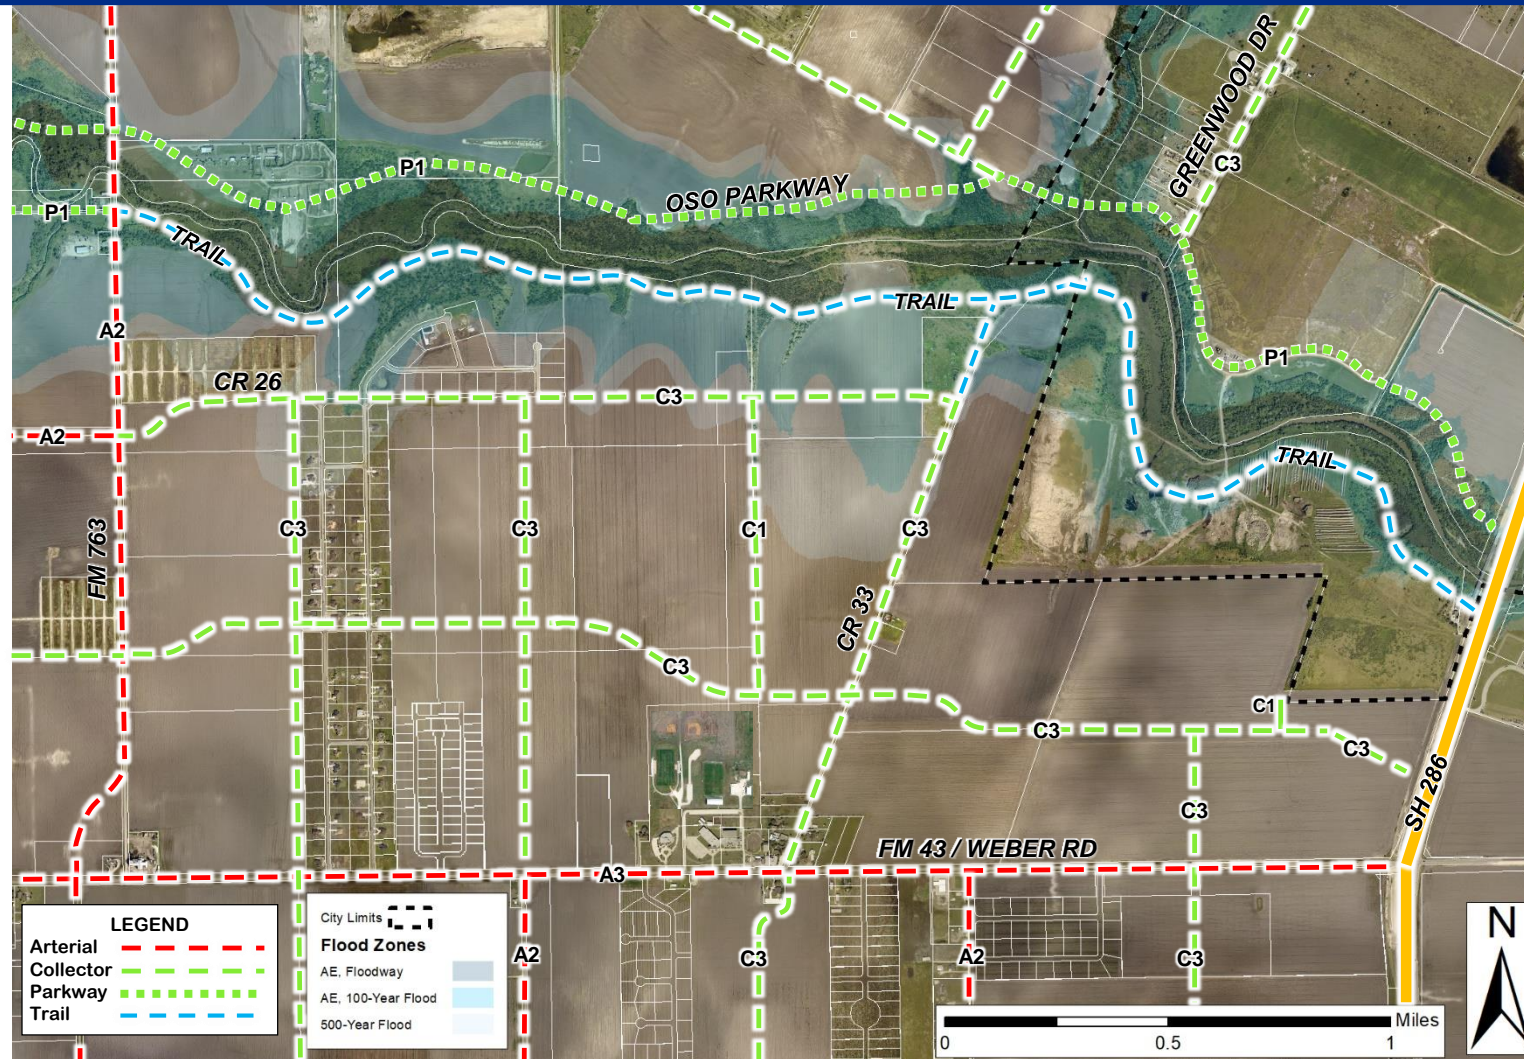 GREENWOOD DR
C3
P1
OSO PARKWAY
P1
TRAIL
TRAIL
A2
P1
CR 26
C3
A2
TRAIL
FM 763
C3
C3
C1
C3
CR 33
C3
C1
C3
C3
SH 286
C3
FM 43 / WEBER RD
A3
LEGEND
Arterial
Collector
Parkway
Trail
City Limits
Flood Zones
AE, Floodway
AE, 100-Year Flood
500-Year Flood
A2
C3
A2
C3
N
Miles
0 0.5 1